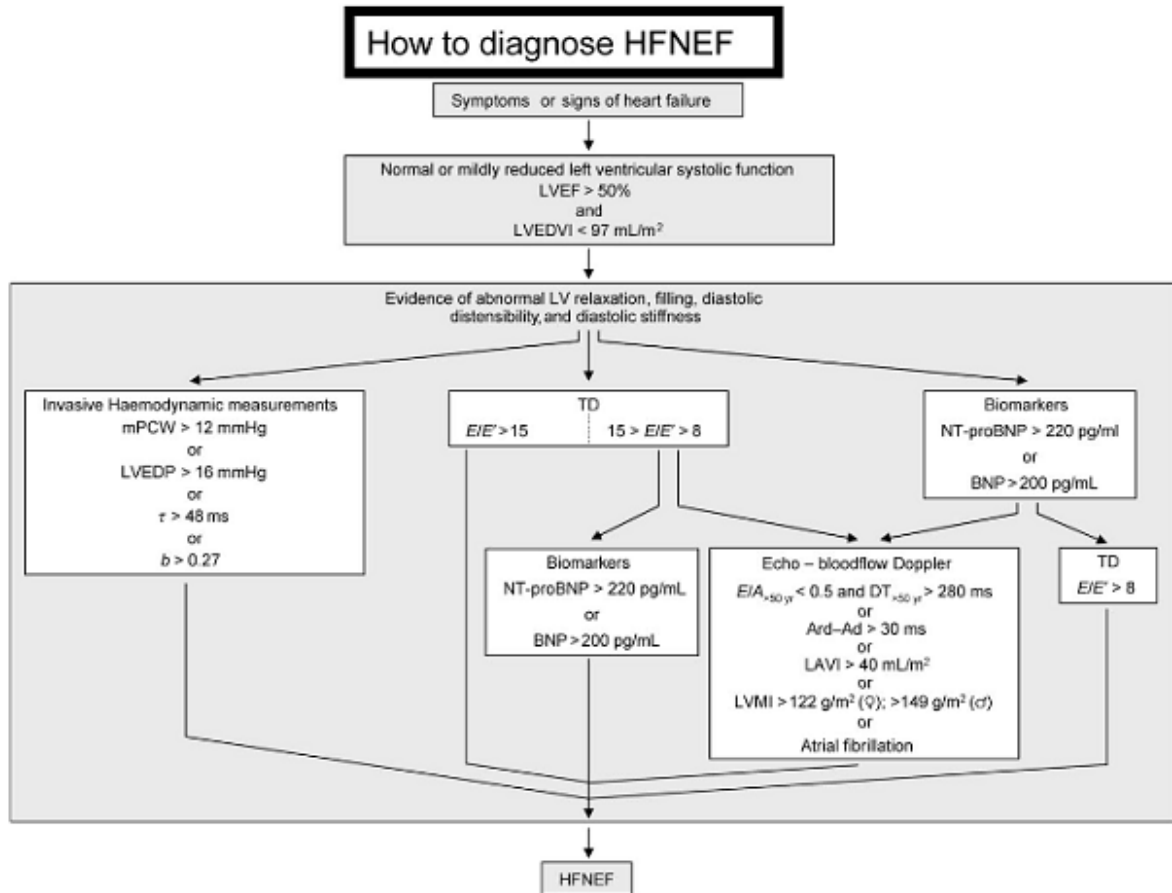 How to diagnose HFNEF
Symptoms or signs of heart failure
Normal or mildly reduced left ventricular systolic function
LVEF > 50%
and
LVEDVI < 97 mL/m²
Evidence of abnormal LV relaxation, filling, diastolic
distensibility, and diastolic stiffness
Invasive Haemodynamic measurements
mPCW > 12 mmHg
or
LVEDP > 16 mmHg
or
τ > 48 ms
or
b > 0.27
TD
E/E' > 15
15 > E/E' > 8
Biomarkers
NT-proBNP > 220 pg/ml
or
BNP > 200 pg/mL
Biomarkers
NT-proBNP > 220 pg/mL
or
BNP > 200 pg/mL
Echo – bloodflow Doppler
E/A>50 yr < 0.5 and DT>50 yr > 280 ms
or
Ard–Ad > 30 ms
or
LAVI > 40 mL/m²
or
LVMI > 122 g/m² (♀); >149 g/m² (♂)
or
Atrial fibrillation
TD
E/E' > 8
HFNEF